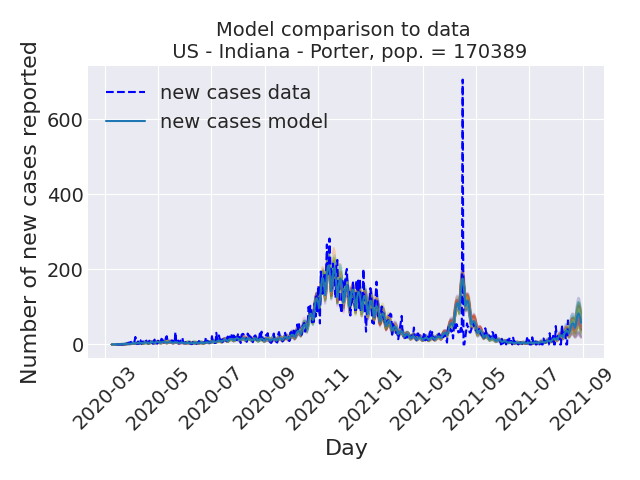 Model comparison to data
US - Indiana - Porter, pop. = 170389
new cases data
new cases model
Number of new cases reported
600
400
200
0
2020-03
2020-05
2020-07
2020-09
2020-11
2021-01
2021-03
2021-05
2021-07
2021-09
Day